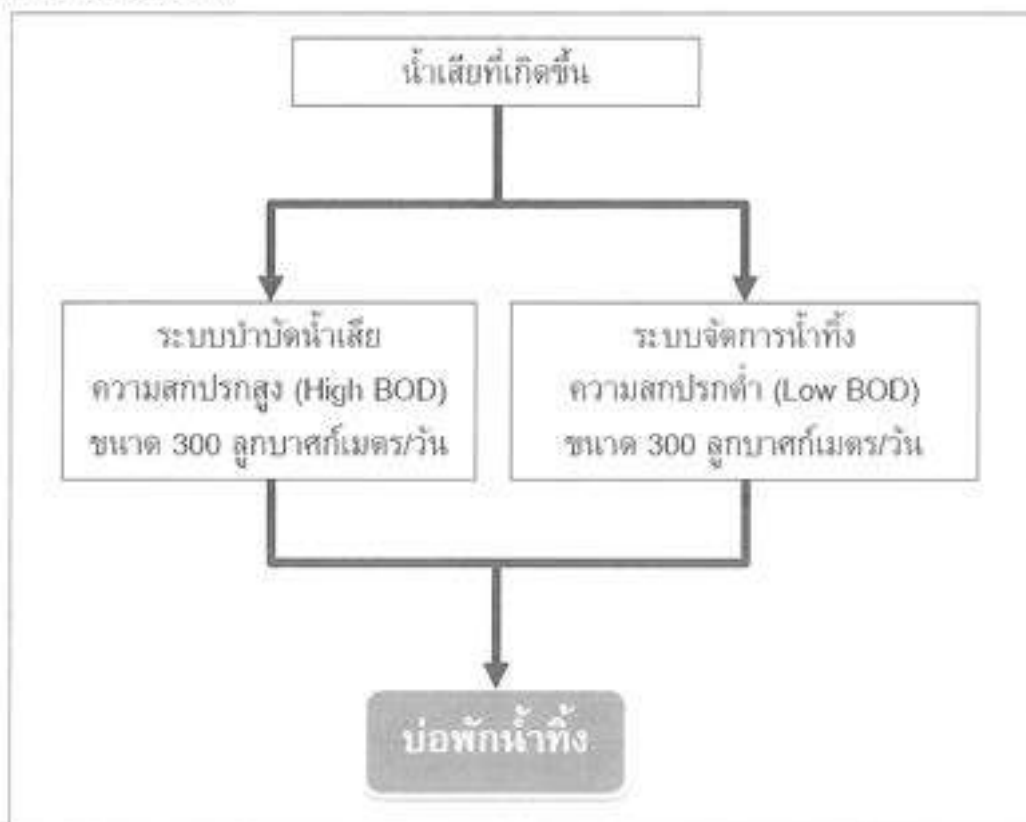 น้ำเสียที่เกิดขึ้น
ระบบบำบัดน้ำเสีย
ความสกปรกสูง (High BOD)
ขนาด 300 ลูกบาศก์เมตร/วัน
ระบบจัดการน้ำทิ้ง
ความสกปรกต่ำ (Low BOD)
ขนาด 300 ลูกบาศก์เมตร/วัน
บ่อพักน้ำทิ้ง